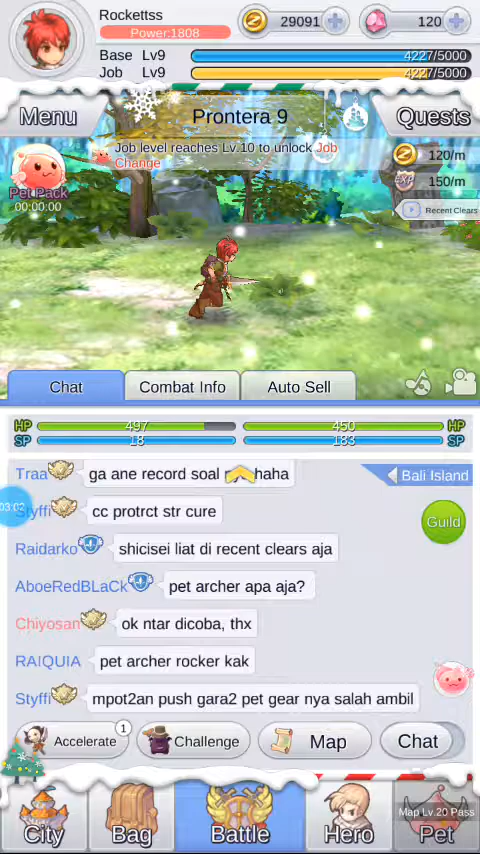 Rockettss
Power:1808
29091
120
Base Lv9
4227/5000
Job Lv9
4227/5000
Menu
Prontera 9
Quests
Job level reaches Lv.10 to unlock Job
Change
120/m
150/m
Pet Pack
00:00:00
Recent Clears
Chat
Combat Info
Auto Sell
HP
497
450
HP
SP
18
183
SP
Traa
ga ane record soal
haha
Bali Island
03:02
Styffi
cc protrct str cure
Guild
Raidarko
shicisei liat di recent clears aja
AboeRedBLaCk
pet archer apa aja?
Chiyosan
ok ntar dicoba, thx
RAIQUIA
pet archer rocker kak
Styffi
mpot2an push gara2 pet gear nya salah ambil
Accelerate
1
Challenge
Map
Chat
City
Bag
Battle
Hero
Map Lv.20 Pass
Pet